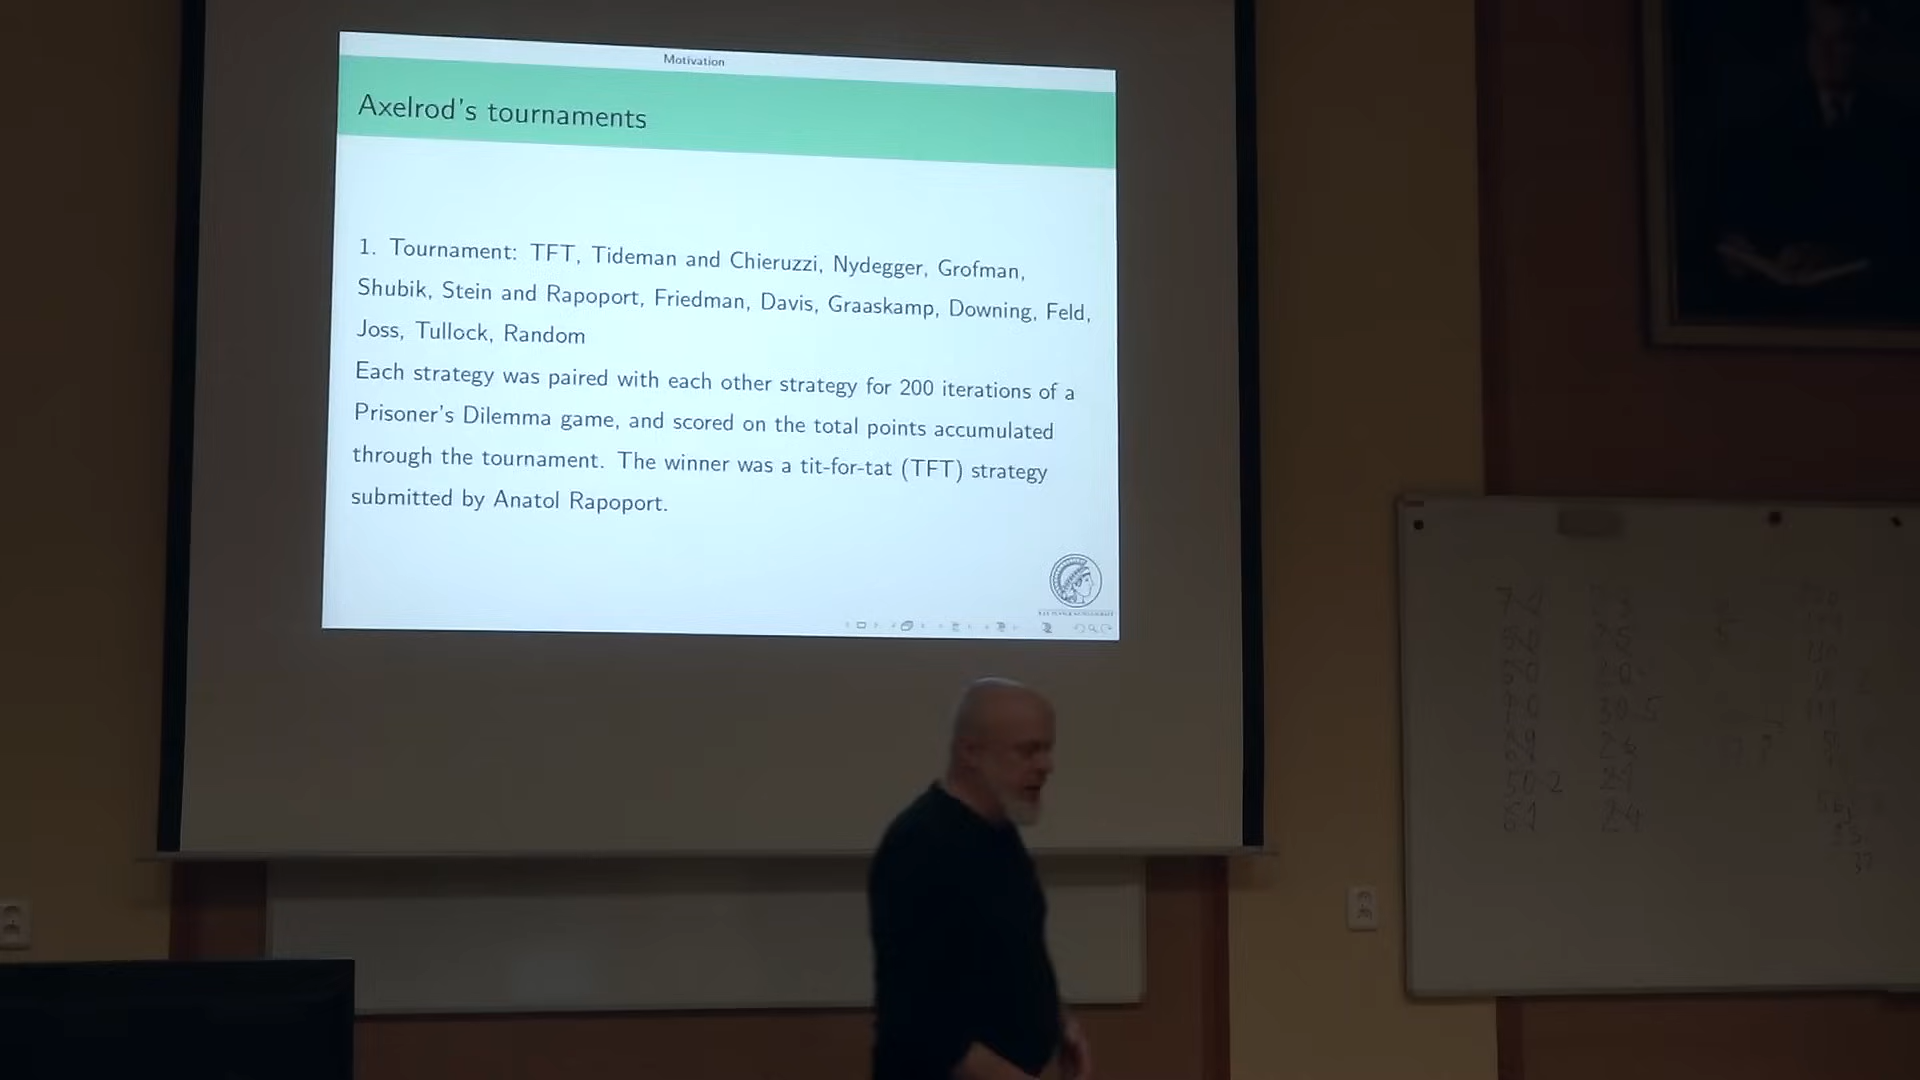 Motivation
Axelrod's tournaments
1. Tournament: TFT, Tideman and Chieruzzi, Nydegger, Grofman,
Shubik, Stein and Rapoport, Friedman, Davis, Graaskamp, Downing, Feld,
Joss, Tullock, Random
Each strategy was paired with each other strategy for 200 iterations of a
Prisoner's Dilemma game, and scored on the total points accumulated
through the tournament. The winner was a tit-for-tat (TFT) strategy
submitted by Anatol Rapoport.